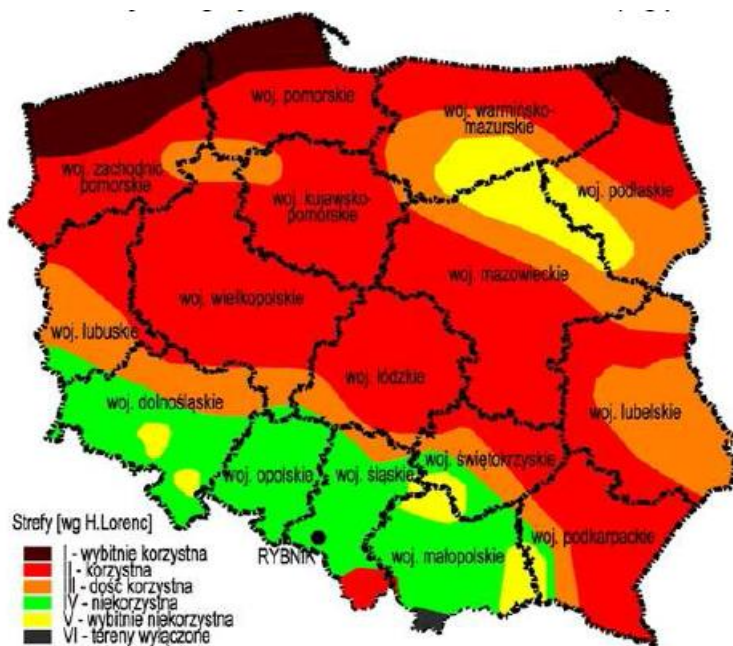 woj. pomorskie
woj. warmińsko-
mazurskie
woj. zachodnio
pomorskie
woj. podlaskie
woj. kujawsko-
pomorskie
woj. mazowieckie
woj. wielkopolskie
woj. lubuskie
woj. łódzkie
woj. dolnośląskie
woj. lubelskie
woj. opolskie
woj. śląskie
woj. świętokrzyskie
woj. podkarpackie
woj. małopolskie
RYBNIK
Strefy [wg H.Lorenc]
I - wybitnie korzystna
II - korzystna
III - dość korzystna
IV - niekorzystna
V - wybitnie niekorzystna
VI - tereny wyłączone